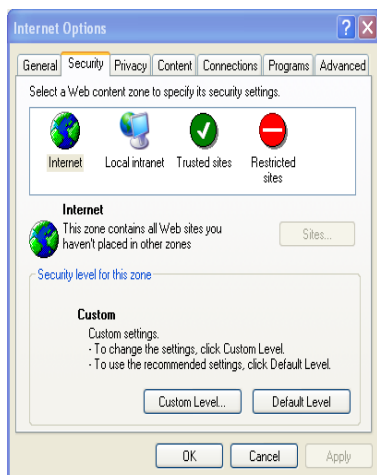 Internet Options
General Security Privacy Content Connections Programs Advanced
Select a Web content zone to specify its security settings.
Internet Local intranet Trusted sites Restricted sites
Internet
This zone contains all Web sites you
haven't placed in other zones
Sites...
Security level for this zone
Custom
Custom settings.
- To change the settings, click Custom Level.
- To use the recommended settings, click Default Level.
Custom Level... Default Level
OK Cancel Apply